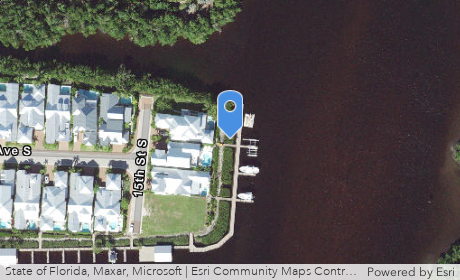 Ave S
15th St S
State of Florida, Maxar, Microsoft | Esri Community Maps Contr...
Powered by Esri